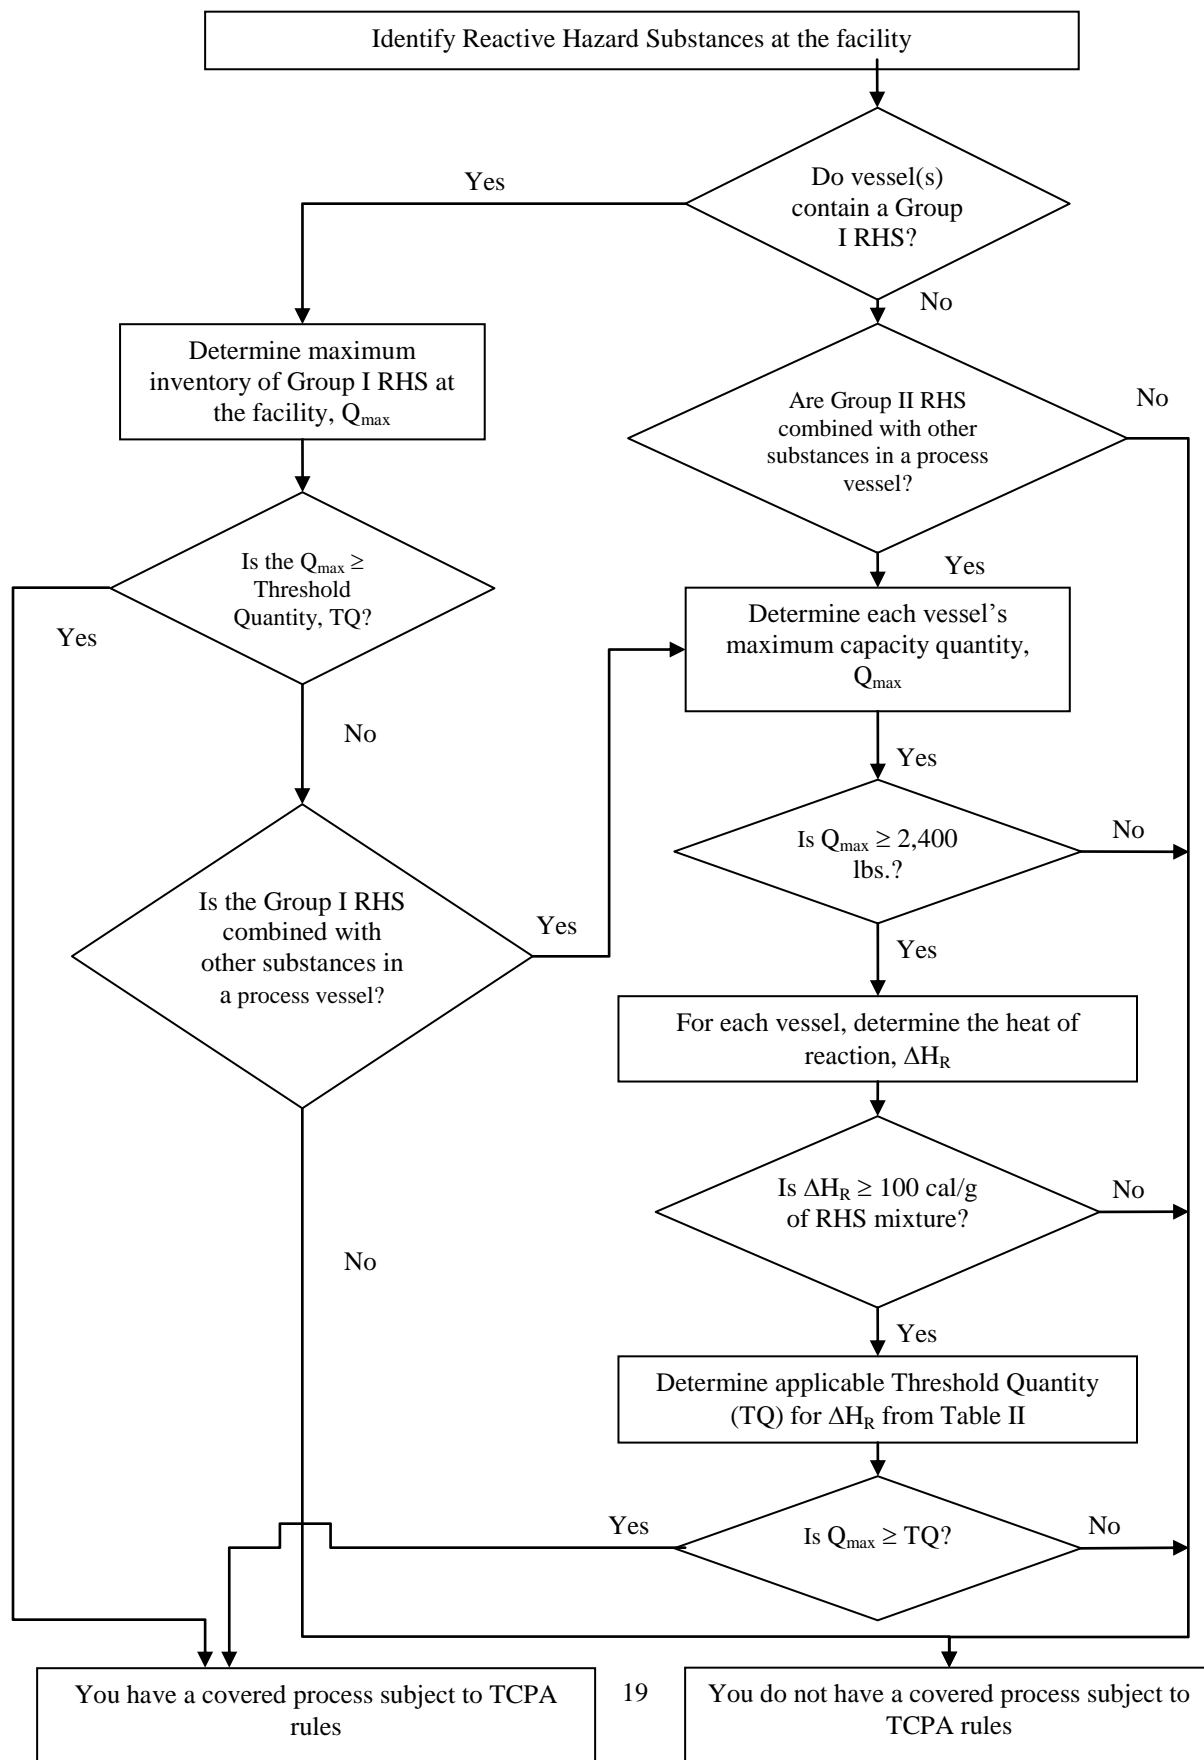 Identify Reactive Hazard Substances at the facility
Yes
Do vessel(s)
contain a Group
I RHS?
No
Determine maximum
inventory of Group I RHS at
the facility, Qmax
Are Group II RHS
combined with other
substances in a process
vessel?
No
Is the Qmax ≥
Threshold
Quantity, TQ?
Yes
Yes
Determine each vessel’s
maximum capacity quantity,
Qmax
No
Yes
Is Qmax ≥ 2,400
lbs.?
No
Is the Group I RHS
combined with
other substances in
a process vessel?
Yes
Yes
For each vessel, determine the heat of
reaction, ΔHR
Is ΔHR ≥ 100 cal/g
of RHS mixture?
No
No
Yes
Determine applicable Threshold Quantity
(TQ) for ΔHR from Table II
Yes
Is Qmax ≥ TQ?
No
You have a covered process subject to TCPA
rules
19
You do not have a covered process subject to
TCPA rules